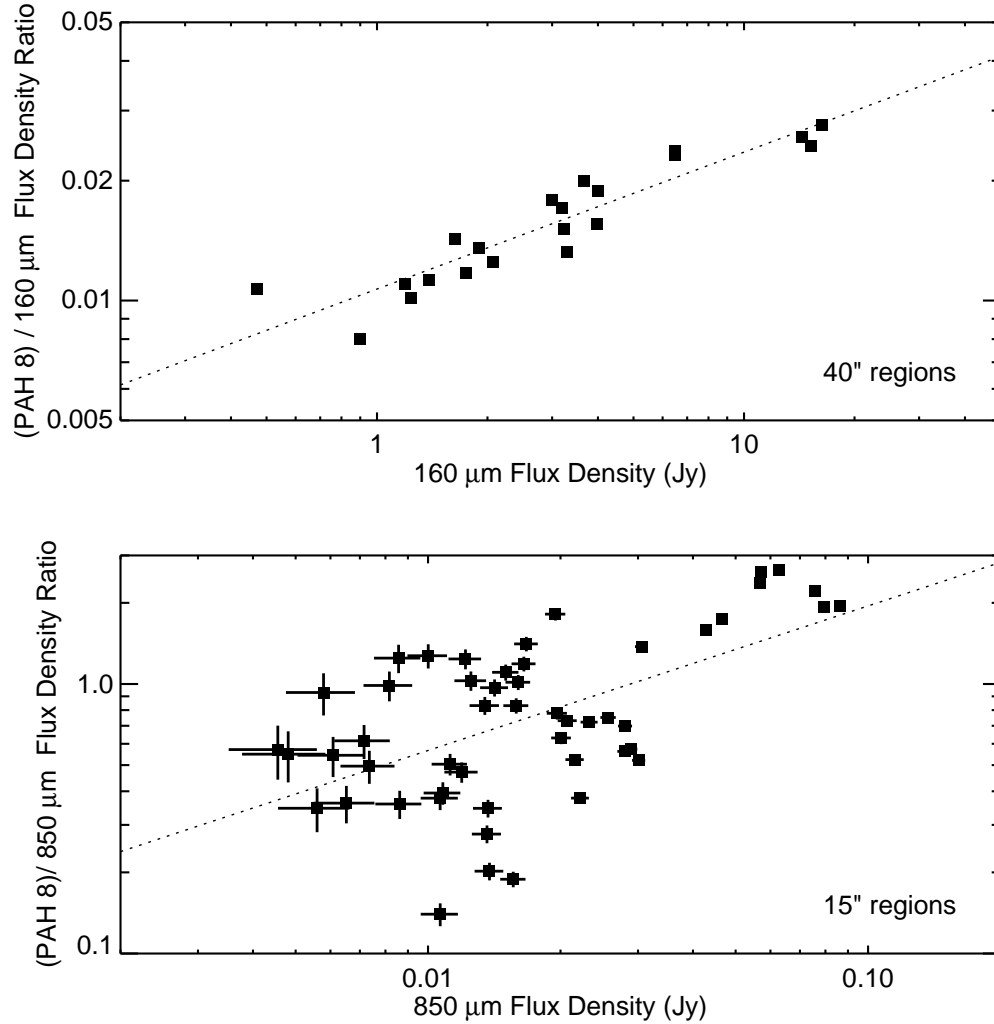 (PAH 8) / 160 μm Flux Density Ratio
0.05
0.02
0.01
0.005
40" regions
1
10
160 μm Flux Density (Jy)
(PAH 8)/ 850 μm Flux Density Ratio
1.0
0.1
15" regions
0.01
0.10
850 μm Flux Density (Jy)